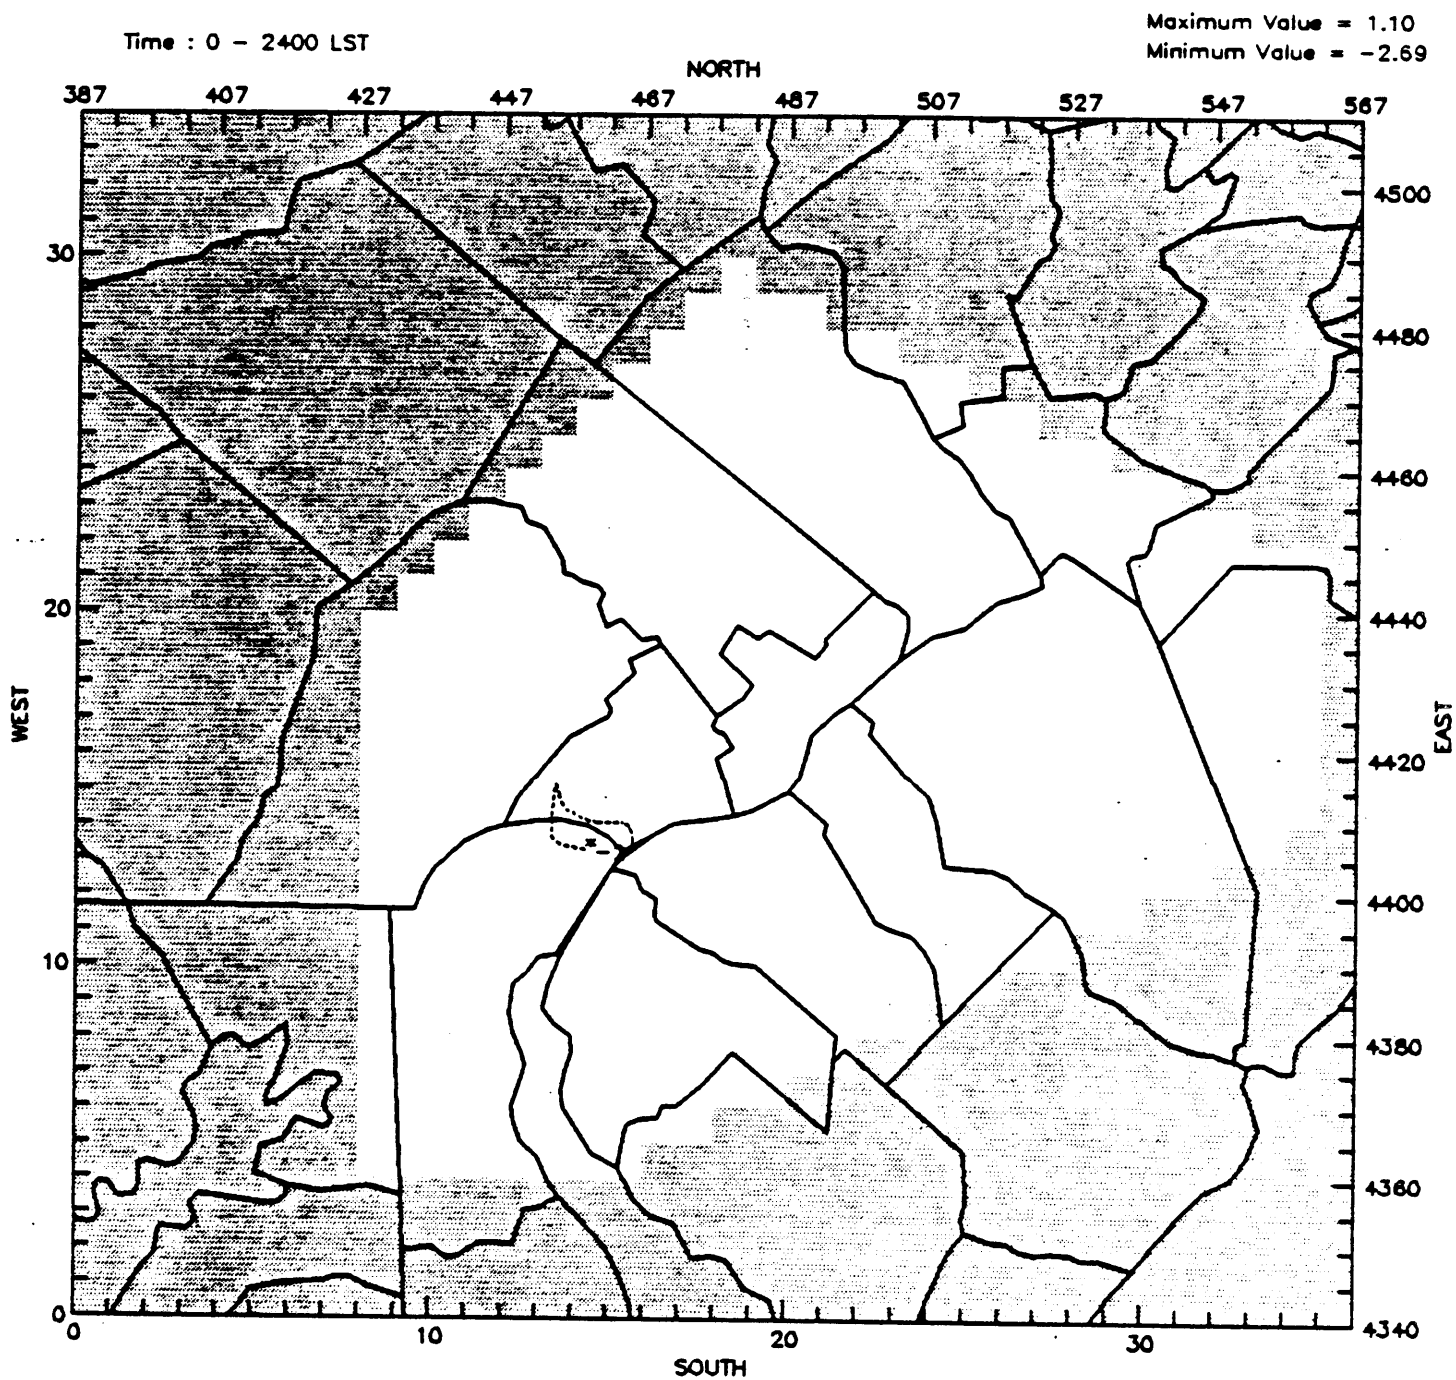 Time : 0 - 2400 LST
Maximum Value = 1.10
Minimum Value = -2.69
NORTH
387 407 427 447 467 487 507 527 547 567
4500
30
4480
4460
20
4440
WEST
EAST
4420
4400
10
4380
4360
0
4340
0 10 20 30
SOUTH